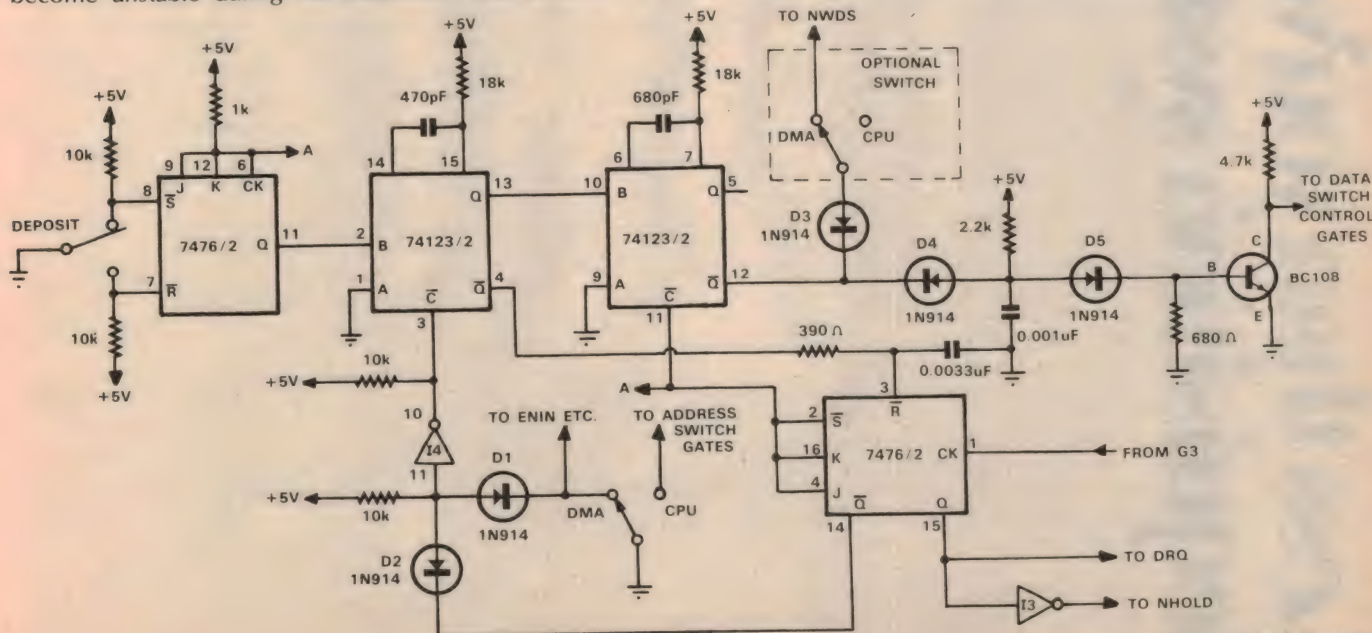 become unstable during
TO NWDS
+5V
+5V
+5V
OPTIONAL
SWITCH
+5V
18k
18k
470pF
680pF
1k
+5V
DMA
CPU
+5V
10k
9
12
6
A
14
15
6
7
4.7k
J
K
CK
13
10
Q
5
+5V
TO DATA
SWITCH
CONTROL
GATES
8
S
B
Q
B
D3
1N914
2.2k
DEPOSIT
7476/2
Q
11
2
74123/2
74123/2
D4
D5
C
B
BC108
7
R
1
A
Q
4
9
A
Q
12
E
C
C
1N914
1N914
3
11
390Ω
0.001uF
680Ω
10k
10k
0.0033uF
+5V
+5V
A
3
10
TO ENIN ETC.
TO ADDRESS
SWITCH
GATES
2
S
R
I4
16
K
7476/2
CK
1
FROM G3
11
D1
4
J
+5V
Q
Q
10k
DMA
CPU
14
15
1N914
D2
1N914
TO DRQ
I3
TO NHOLD